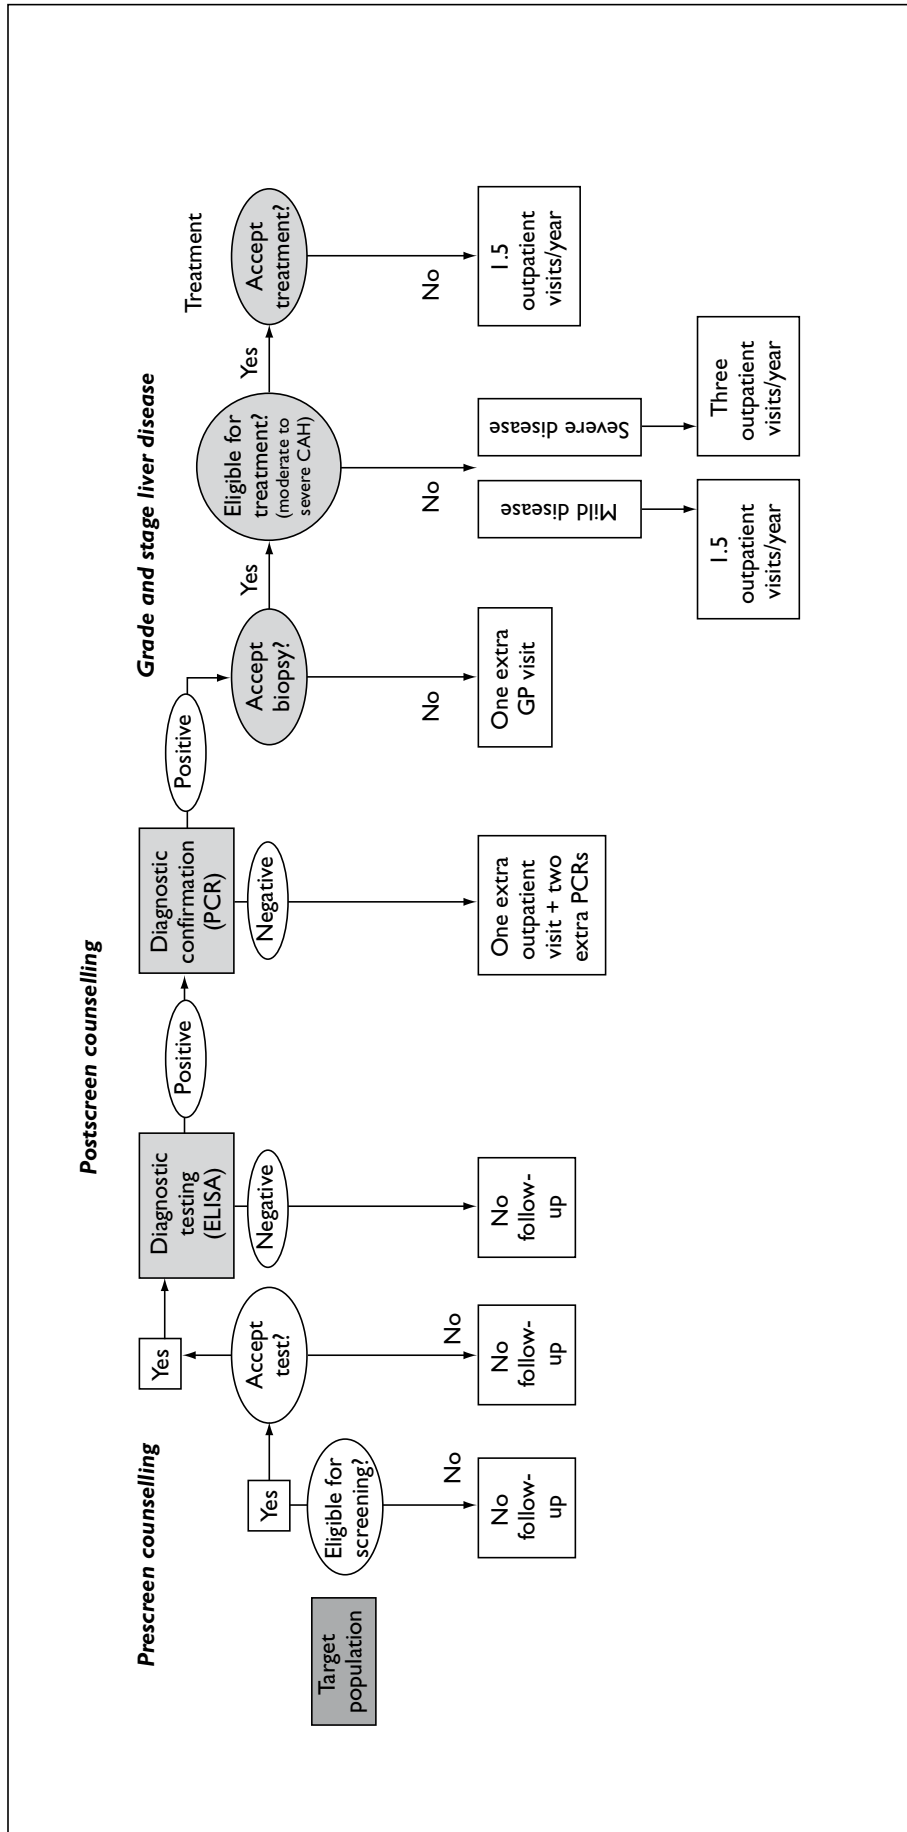 Prescreen counselling
Postscreen counselling
Grade and stage liver disease
Treatment
Target
population
Eligible for
screening?
Yes
No
No
follow-
up
Accept
test?
Yes
No
No
follow-
up
Diagnostic
testing
(ELISA)
Negative
No
follow-
up
Positive
Diagnostic
confirmation
(PCR)
Negative
One extra
outpatient
visit + two
extra PCRs
Positive
Accept
biopsy?
No
One extra
GP visit
Yes
Eligible for
treatment?
(moderate to
severe CAH)
No
Mild disease
1.5
outpatient
visits/year
Severe disease
Three
outpatient
visits/year
Yes
Accept
treatment?
No
1.5
outpatient
visits/year